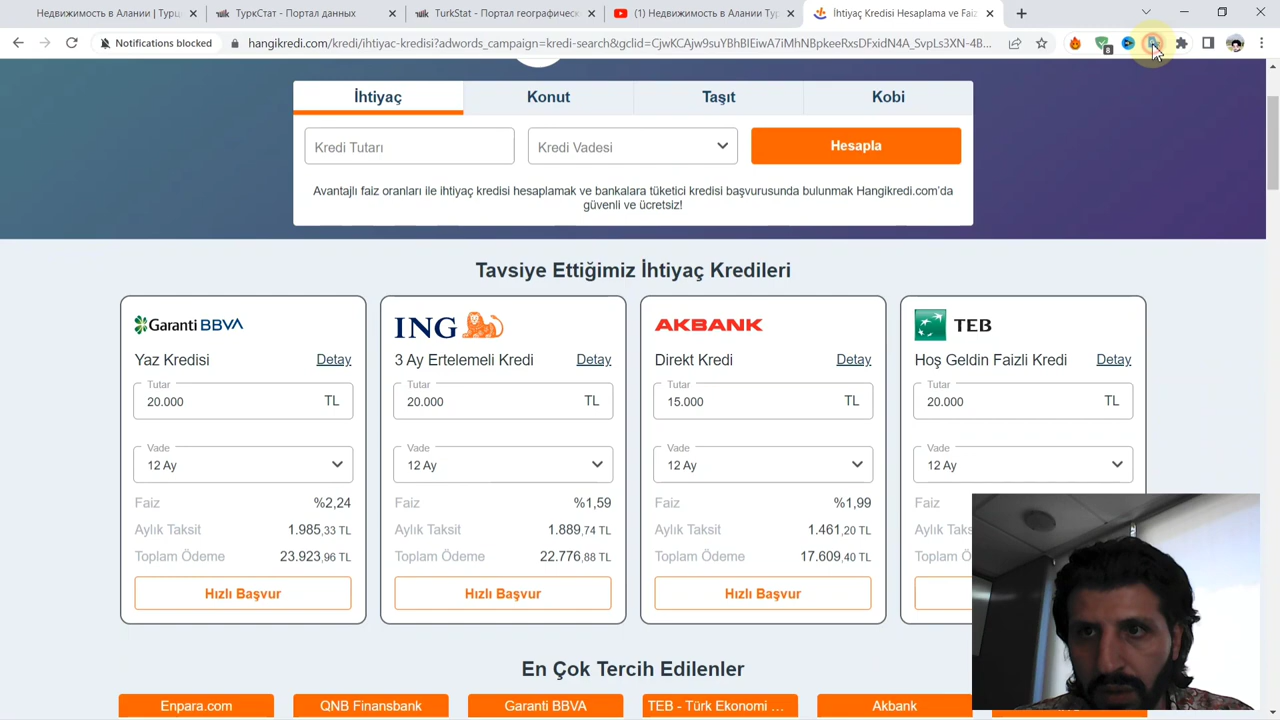 Недвижимость в Алании | Турц
ТуркСтат - Портал данных
TurkStat - Портал географическ
(1) Недвижимость в Алании Тур
İhtiyaç Kredisi Hesaplama ve Faiz
Notifications blocked
hangikredi.com/kredi/ihtiyac-kredisi?adwords_campaign=kredi-search&gclid=CjwKCAjw9suYBhBIEiwA7iMhNBpkeeRxsDFxidN4A_SvpLs3XN-4B...
8
İhtiyaç
Konut
Taşıt
Kobi
Kredi Tutarı
Kredi Vadesi
Hesapla
Avantajlı faiz oranları ile ihtiyaç kredisi hesaplamak ve bankalara tüketici kredisi başvurusunda bulunmak Hangikredi.com'da
güvenli ve ücretsiz!
Tavsiye Ettiğimiz İhtiyaç Kredileri
Garanti BBVA
Yaz Kredisi Detay
Tutar
20.000 TL
Vade
12 Ay
Faiz %2,24
Aylık Taksit 1.985,33 TL
Toplam Ödeme 23.923,96 TL
Hızlı Başvur
ING
3 Ay Ertelemeli Kredi Detay
Tutar
20.000 TL
Vade
12 Ay
Faiz %1,59
Aylık Taksit 1.889,74 TL
Toplam Ödeme 22.776,88 TL
Hızlı Başvur
AKBANK
Direkt Kredi Detay
Tutar
15.000 TL
Vade
12 Ay
Faiz %1,99
Aylık Taksit 1.461,20 TL
Toplam Ödeme 17.609,40 TL
Hızlı Başvur
TEB
Hoş Geldin Faizli Kredi Detay
Tutar
20.000 TL
Vade
12 Ay
Faiz
Aylık Taksit
Toplam Ödeme
En Çok Tercih Edilenler
Enpara.com
QNB Finansbank
Garanti BBVA
TEB - Türk Ekonomi ...
Akbank